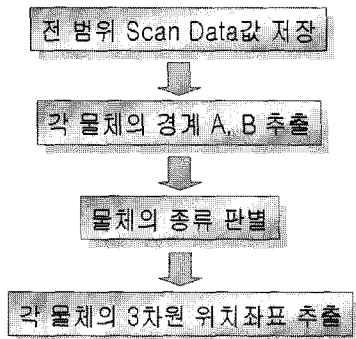 전 범위 Scan Data값 저장
각 물체의 경계 A, B 추출
물체의 종류 판별
각 물체의 3차원 위치좌표 추출